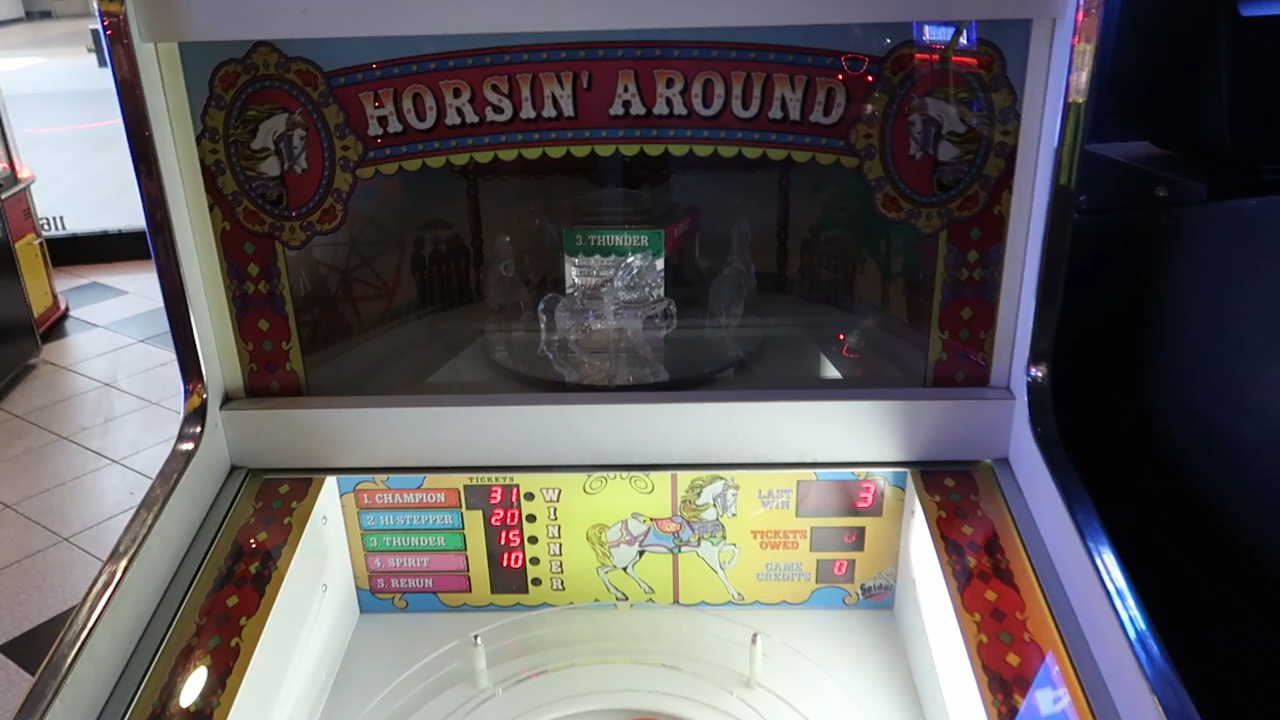 HORSIN' AROUND
3. THUNDER
TICKETS
1. CHAMPION 31
2. HI-STEPPER 20
3. THUNDER 15
4. SPIRIT 10
5. RERUN
WINNER
LAST WIN 3
TICKETS OWED
GAME CREDITS 0
all